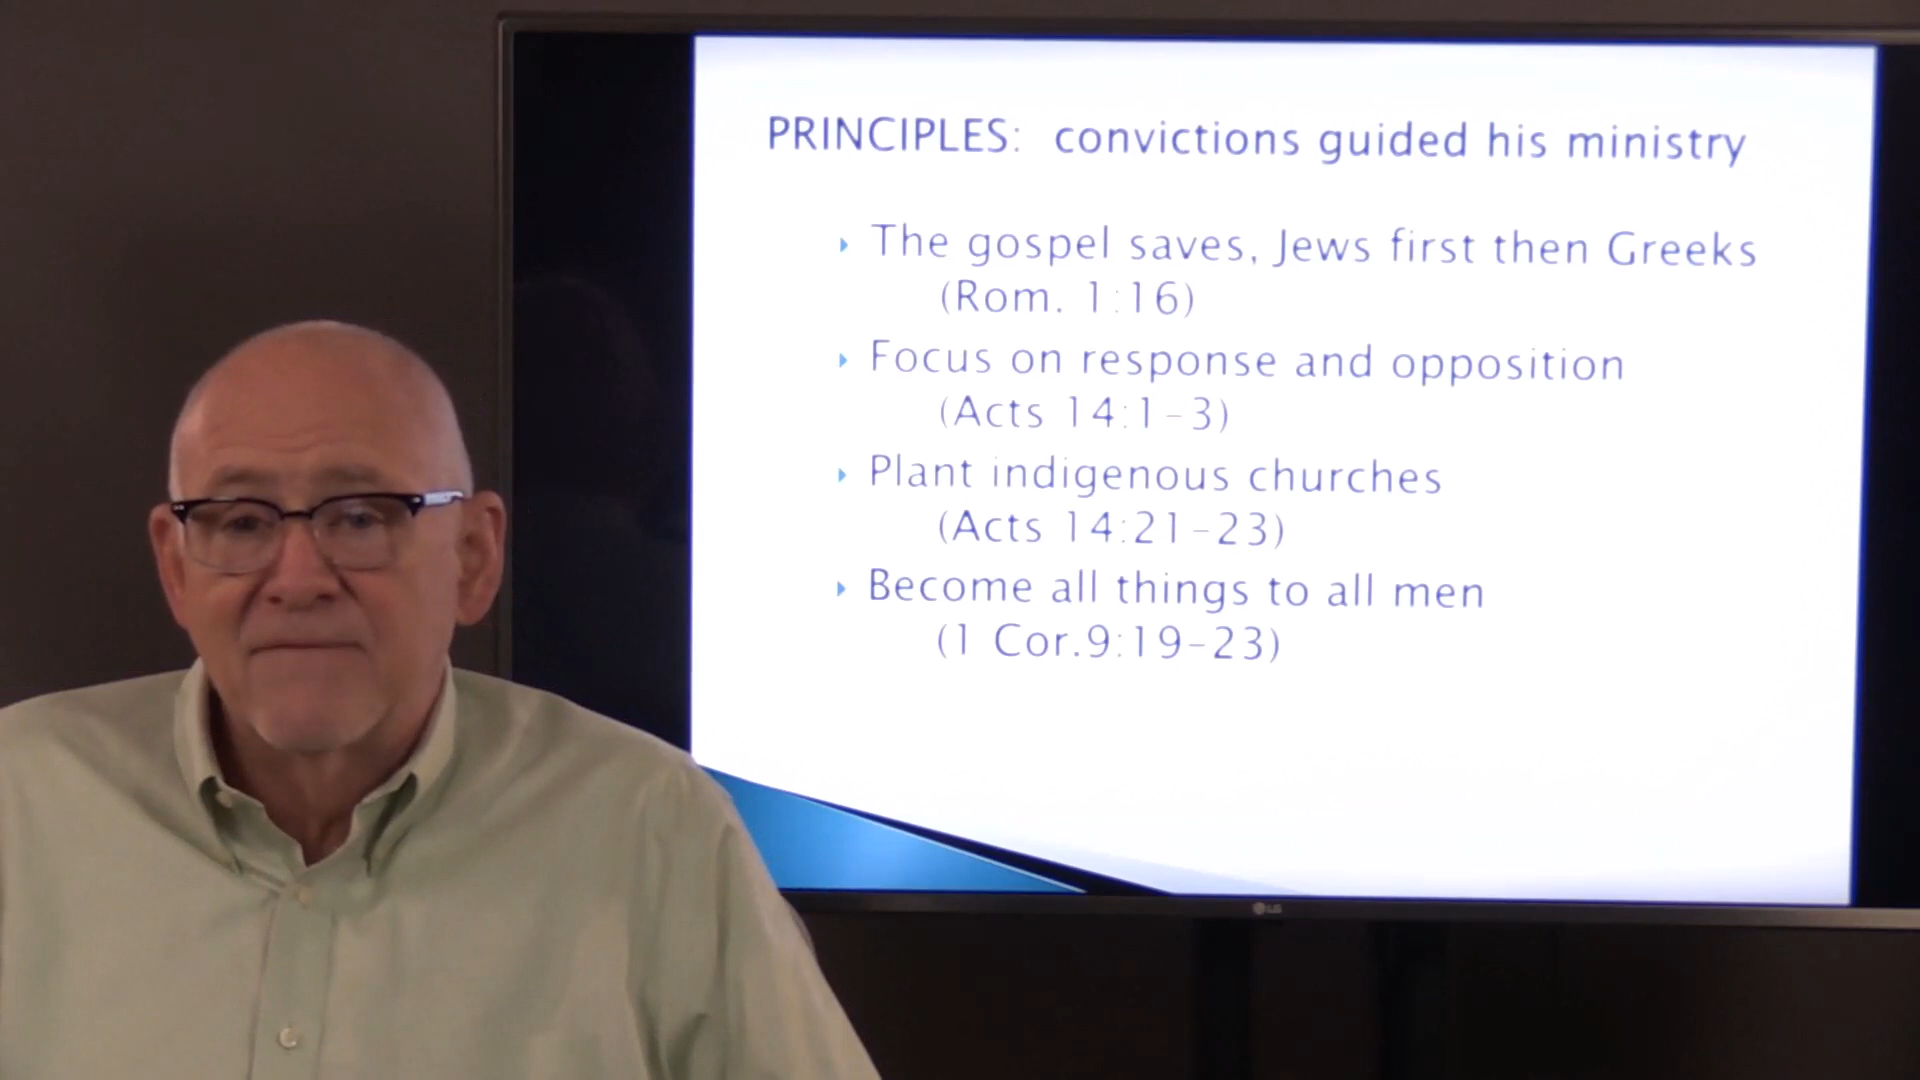 PRINCIPLES: convictions guided his ministry
The gospel saves, Jews first then Greeks
(Rom. 1:16)
Focus on response and opposition
(Acts 14:1-3)
Plant indigenous churches
(Acts 14:21-23)
Become all things to all men
(1 Cor.9:19-23)
LG